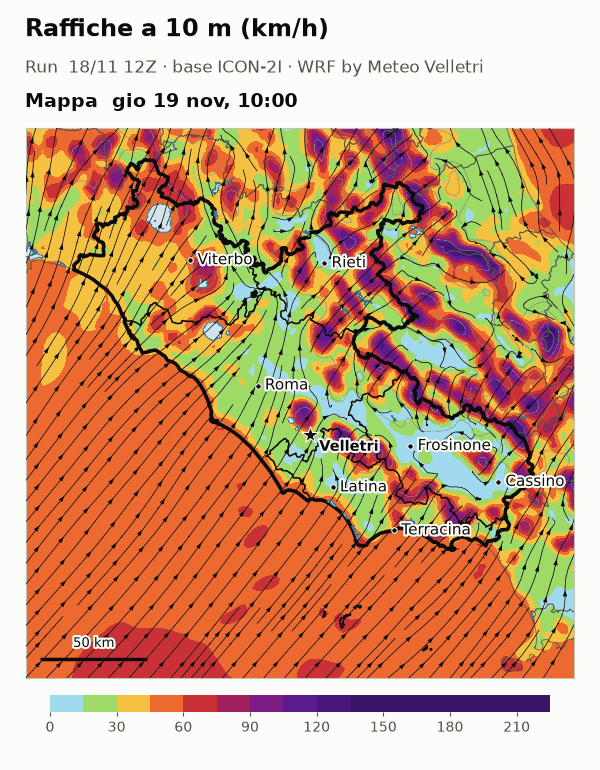 Raffiche a 10 m (km/h)
Run  18/11 12Z · base ICON-2I · WRF by Meteo Velletri
Mappa  gio 19 nov, 10:00
Viterbo
Rieti
Roma
Velletri
Frosinone
Cassino
Latina
Terracina
50 km
0 30 60 90 120 150 180 210